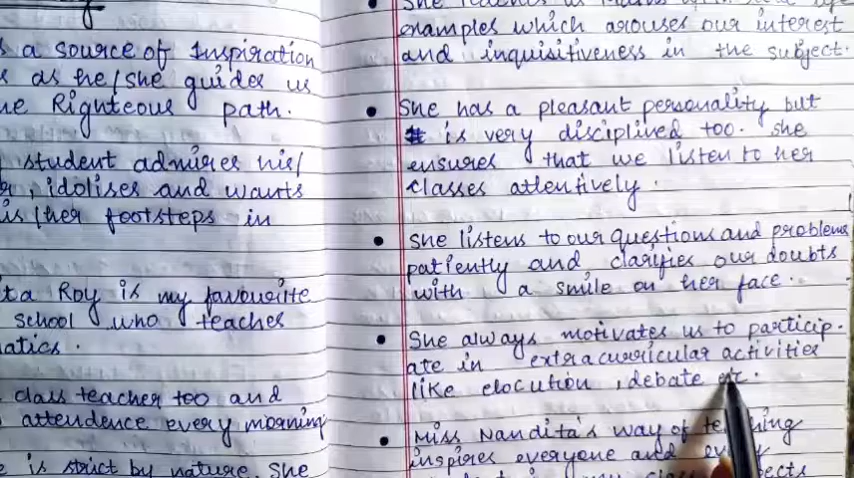 s a source of Inspiration
as he/she guides us
Righteous path.
student admires his/
, idolises and wants
is/her footsteps in
ta Roy is my favourite
school who teaches
atics.
class teacher too and
attendence every morning
is strict by nature. She
examples which arouses our interest
and inquisitiveness in the subject.
• She has a pleasant personality but
is very disciplined too. she
ensures that we listen to her
classes attentively.
• She listens to our questions and problems
patiently and clarifies our doubts
with a smile on her face.
• She always motivates us to particip-
ate in extracurricular activities
like elocution, debate etc.
• Miss Nandita's way of
inspires everyone and